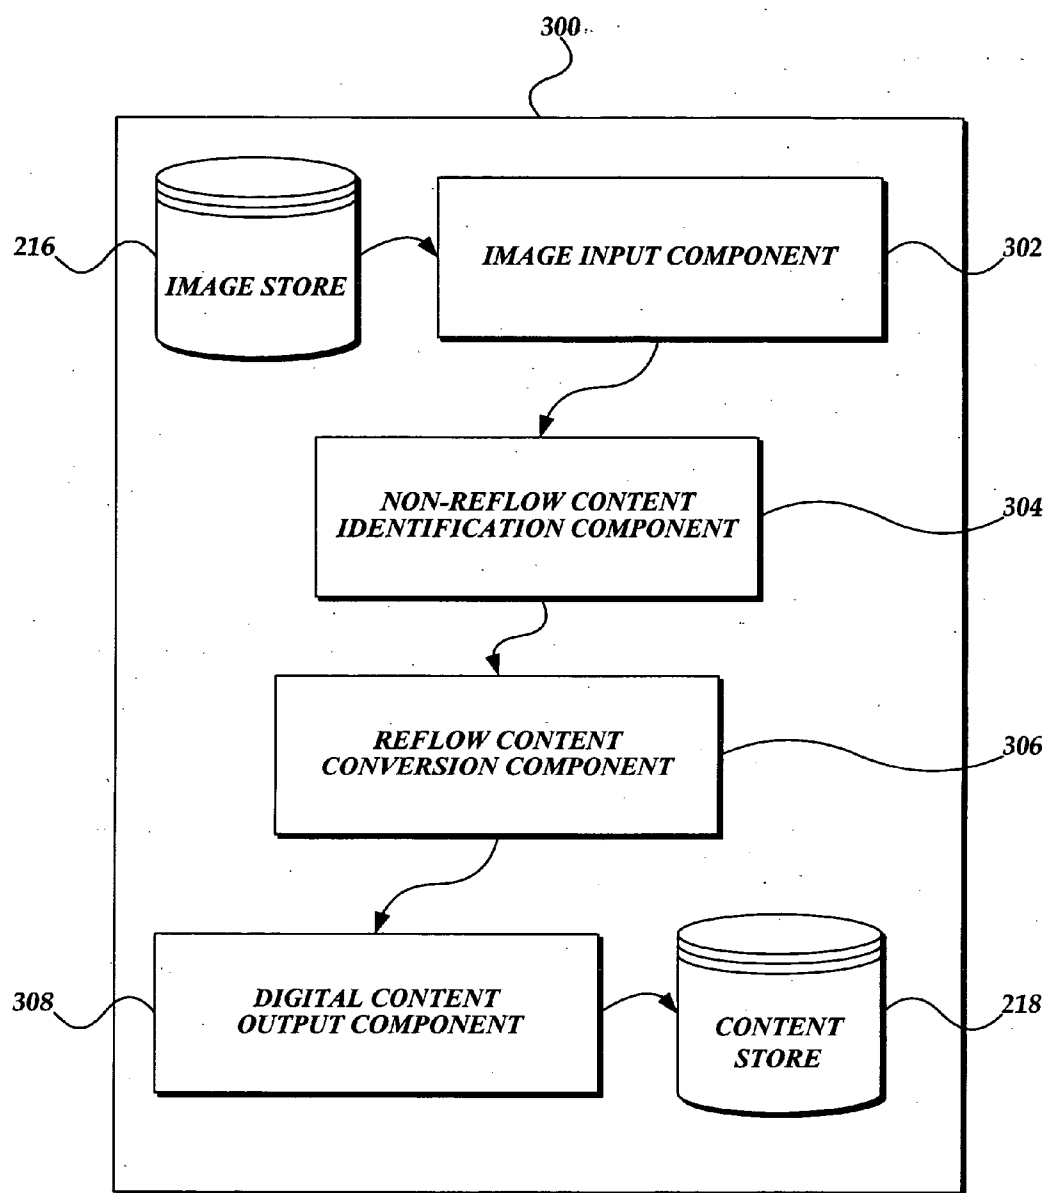 300
216
IMAGE STORE
IMAGE INPUT COMPONENT
302
NON-REFLOW CONTENT
IDENTIFICATION COMPONENT
304
REFLOW CONTENT
CONVERSION COMPONENT
306
308
DIGITAL CONTENT
OUTPUT COMPONENT
CONTENT
STORE
218